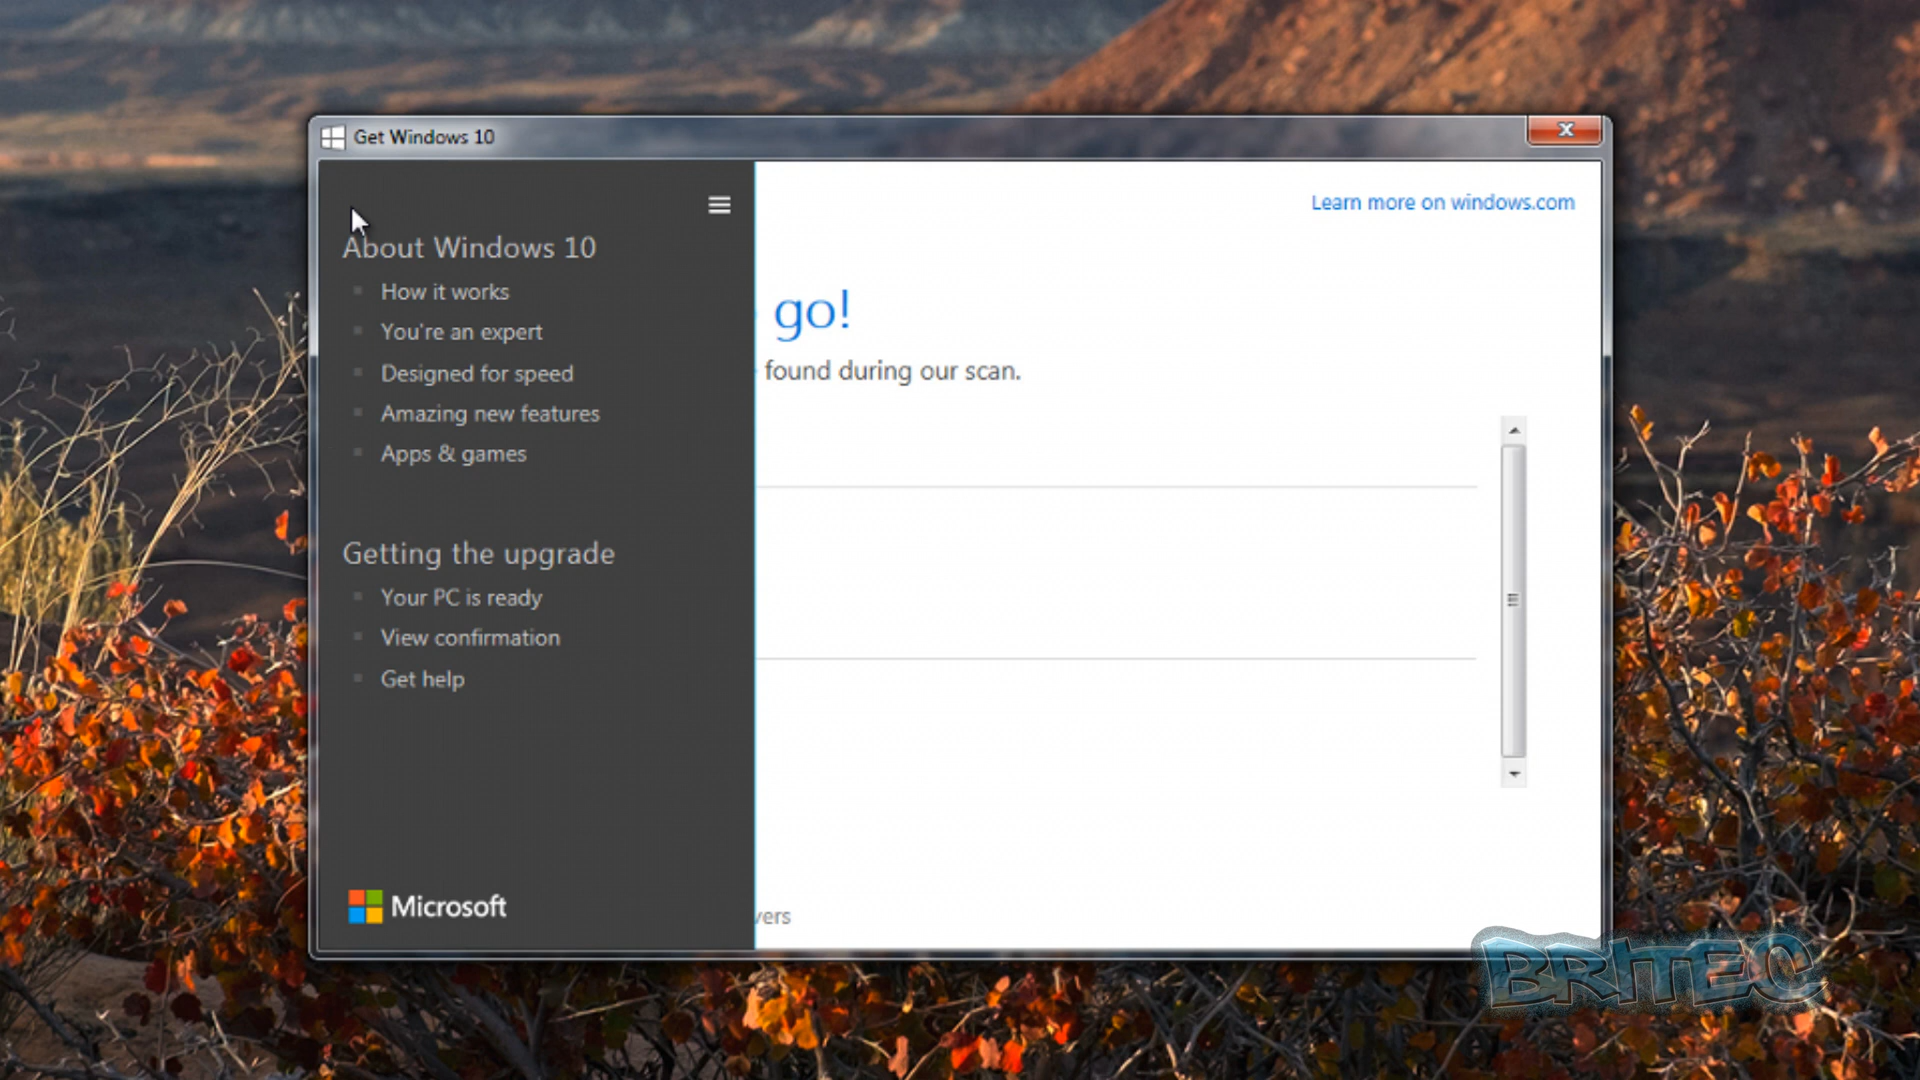 Get Windows 10
Learn more on windows.com
About Windows 10
How it works
You're an expert
Designed for speed
Amazing new features
Apps & games
go!
found during our scan.
Getting the upgrade
Your PC is ready
View confirmation
Get help
Microsoft
vers
BRITEC